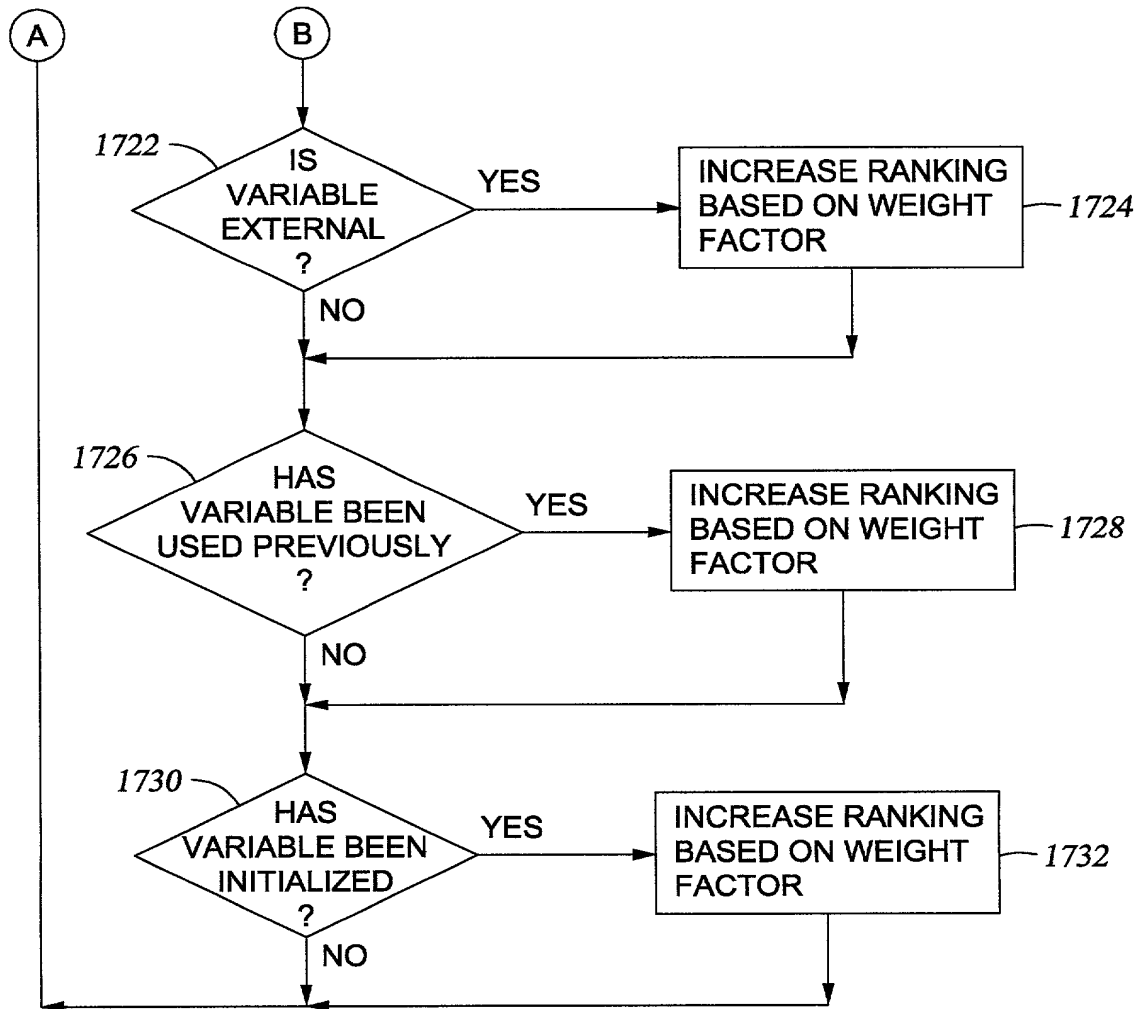 A
B
1722
IS
VARIABLE
EXTERNAL
?
YES
INCREASE RANKING
BASED ON WEIGHT
FACTOR
1724
NO
1726
HAS
VARIABLE BEEN
USED PREVIOUSLY
?
YES
INCREASE RANKING
BASED ON WEIGHT
FACTOR
1728
NO
1730
HAS
VARIABLE BEEN
INITIALIZED
?
YES
INCREASE RANKING
BASED ON WEIGHT
FACTOR
1732
NO